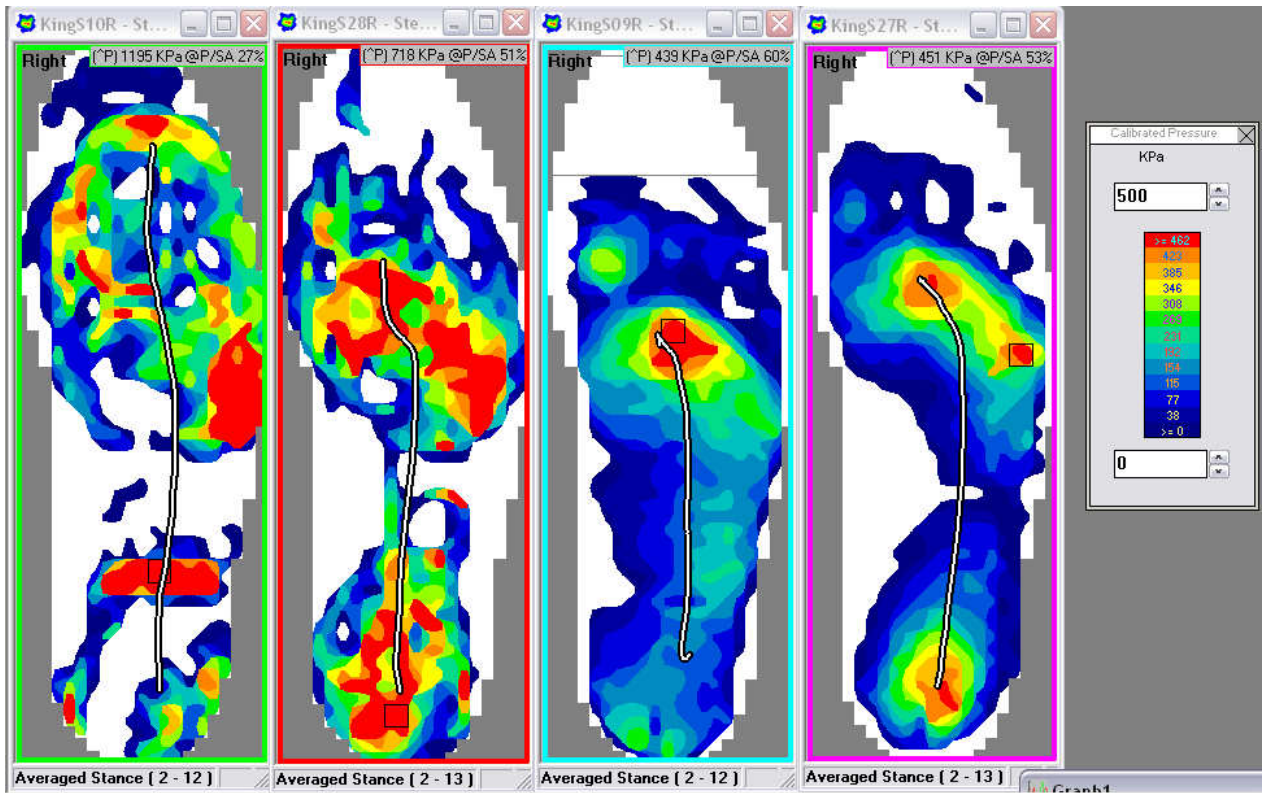 KingS10R - Ste...
Right
(^P) 1195 KPa @P/SA 27%
Averaged Stance ( 2 - 12 )
KingS28R - Ste...
Right
(^P) 718 KPa @P/SA 51%
Averaged Stance ( 2 - 13 )
KingS09R - St...
(^P) 439 KPa @P/SA 60%
Right
Averaged Stance ( 2 - 12 )
KingS27R - St...
(^P) 451 KPa @P/SA 53%
Right
Averaged Stance ( 2 - 13 )
Calibrated Pressure
KPa
500
>= 462
423
385
346
308
269
231
192
154
115
77
38
>= 0
0
Graph1